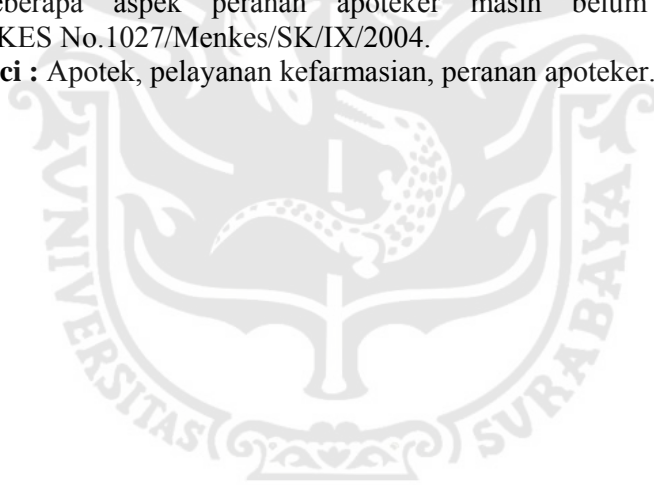 eberapa aspek peranan apoteker masih belum
KES No.1027/Menkes/SK/IX/2004.
ci : Apotek, pelayanan kefarmasian, peranan apoteker.
UNIVERSITAS SURABAYA